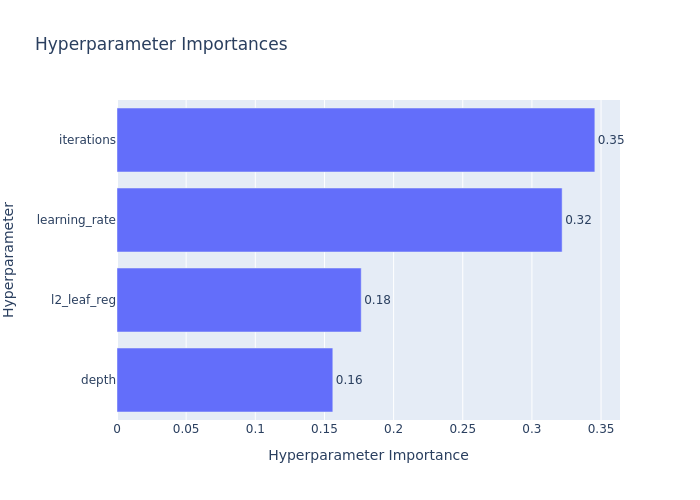 Hyperparameter Importances
Hyperparameter
iterations 0.35
learning_rate 0.32
l2_leaf_reg 0.18
depth 0.16
0 0.05 0.1 0.15 0.2 0.25 0.3 0.35
Hyperparameter Importance